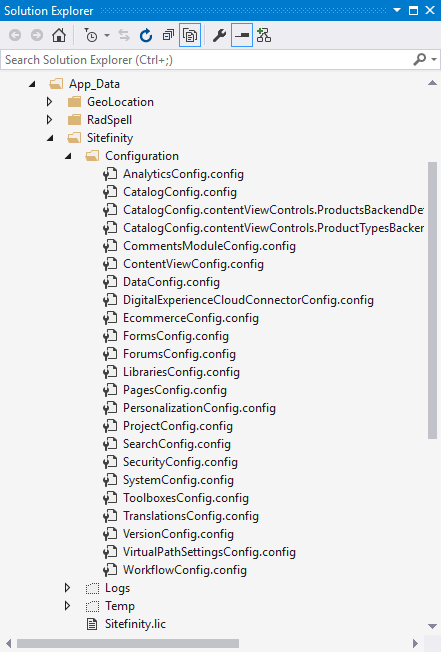 Solution Explorer
Search Solution Explorer (Ctrl+;)
App_Data
GeoLocation
RadSpell
Sitefinity
Configuration
AnalyticsConfig.config
CatalogConfig.config
CatalogConfig.contentViewControls.ProductsBackendDe
CatalogConfig.contentViewControls.ProductTypesBacker
CommentsModuleConfig.config
ContentViewConfig.config
DataConfig.config
DigitalExperienceCloudConnectorConfig.config
EcommerceConfig.config
FormsConfig.config
ForumsConfig.config
LibrariesConfig.config
PagesConfig.config
PersonalizationConfig.config
ProjectConfig.config
SearchConfig.config
SecurityConfig.config
SystemConfig.config
ToolboxesConfig.config
TranslationsConfig.config
VersionConfig.config
VirtualPathSettingsConfig.config
WorkflowConfig.config
Logs
Temp
Sitefinity.lic